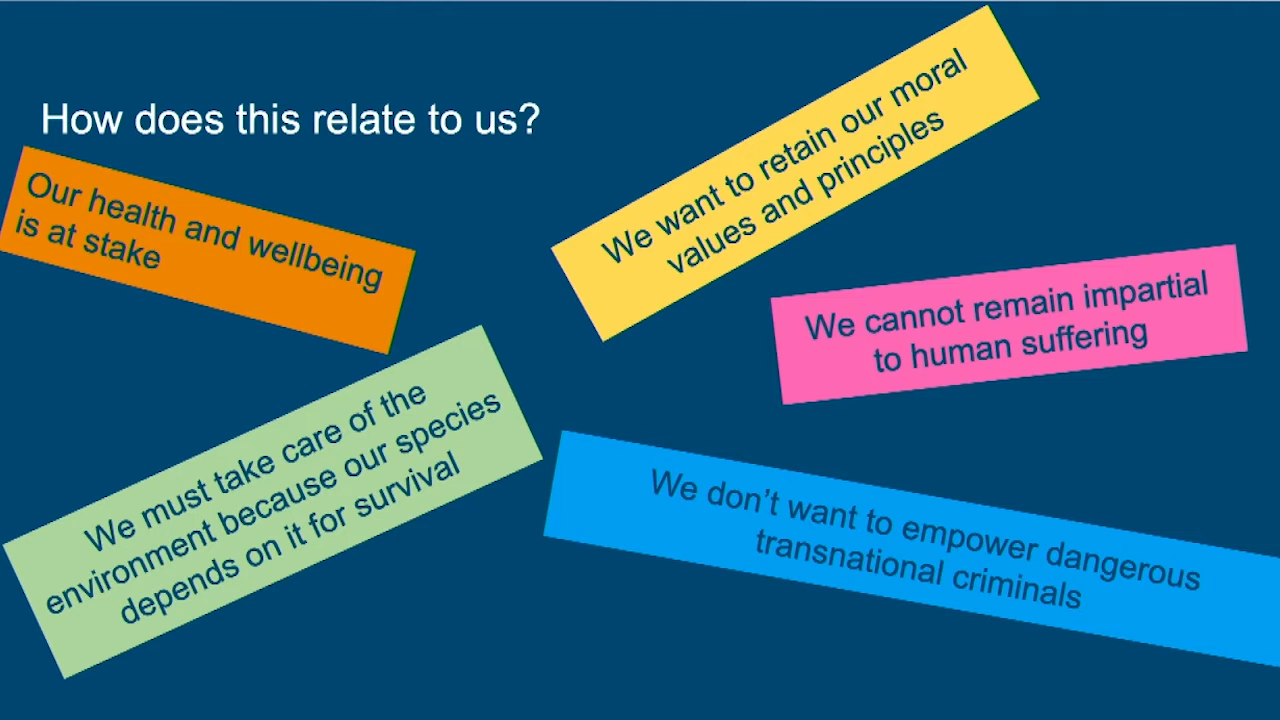 How does this relate to us?
Our health and wellbeing
is at stake
We want to retain our moral
values and principles
We cannot remain impartial
to human suffering
We must take care of the
environment because our species
depends on it for survival
We don’t want to empower dangerous
transnational criminals